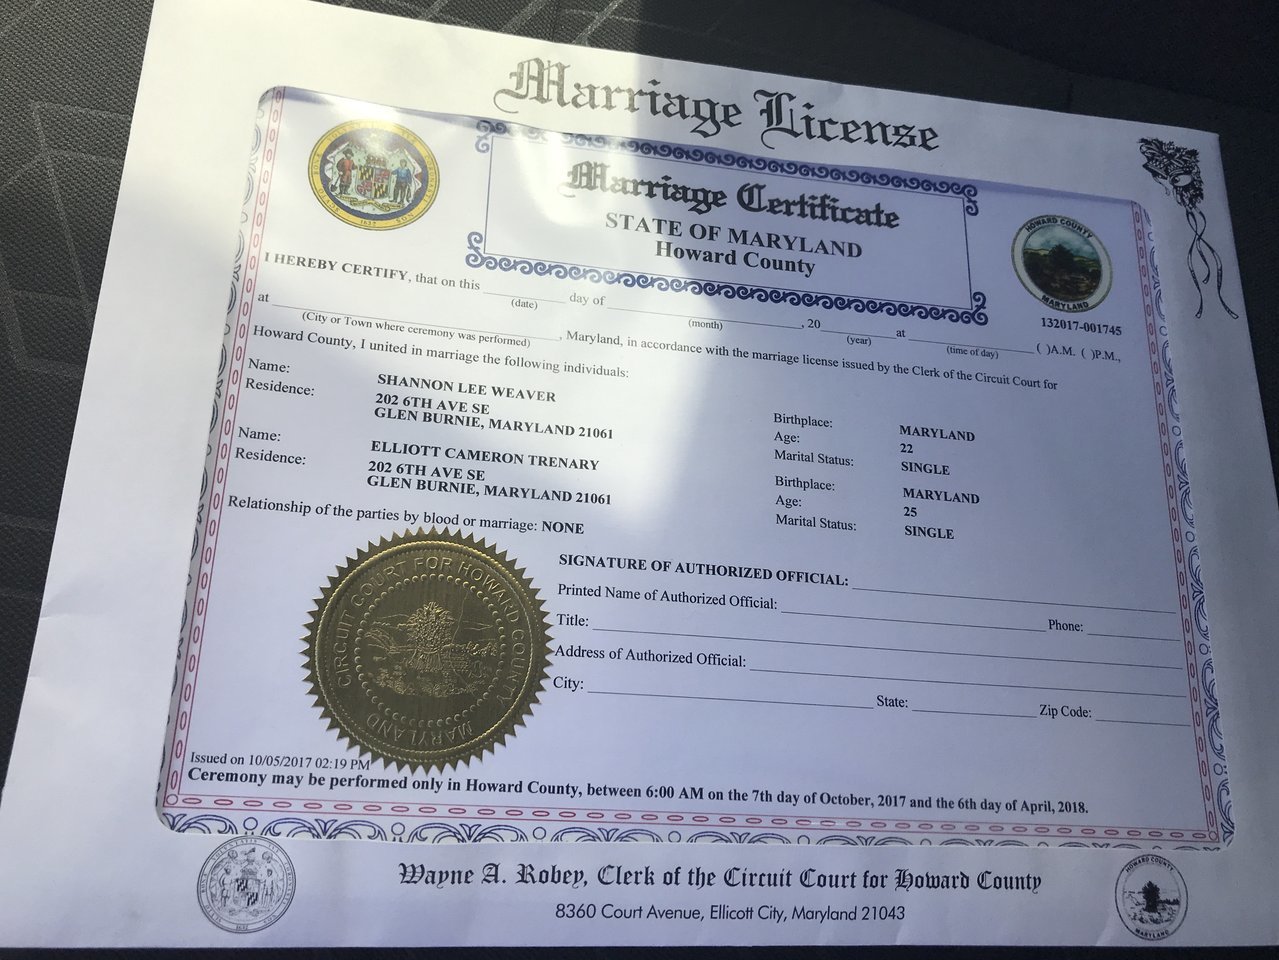 Marriage License
Marriage Certificate
STATE OF MARYLAND
Howard County
HOWARD COUNTY
MARYLAND
132017-001745
I HEREBY CERTIFY, that on this ____ day of ____, 20 ____ at ____ ( )A.M. ( )P.M.,
(date) (month) (year) (time of day)
at ____, Maryland, in accordance with the marriage license issued by the Clerk of the Circuit Court for
(City or Town where ceremony was performed)
Howard County, I united in marriage the following individuals:
Name: SHANNON LEE WEAVER Birthplace: MARYLAND
Residence: 202 6TH AVE SE Age: 22
GLEN BURNIE, MARYLAND 21061 Marital Status: SINGLE
Name: ELLIOTT CAMERON TRENARY Birthplace: MARYLAND
Residence: 202 6TH AVE SE Age: 25
GLEN BURNIE, MARYLAND 21061 Marital Status: SINGLE
Relationship of the parties by blood or marriage: NONE
SIGNATURE OF AUTHORIZED OFFICIAL:
Printed Name of Authorized Official: Phone:
Title:
Address of Authorized Official:
City: State: Zip Code:
CIRCUIT COURT FOR HOWARD COUNTY
MARYLAND
Issued on 10/05/2017 02:19 PM
Ceremony may be performed only in Howard County, between 6:00 AM on the 7th day of October, 2017 and the 6th day of April, 2018.
Wayne A. Robey, Clerk of the Circuit Court for Howard County
8360 Court Avenue, Ellicott City, Maryland 21043
HOWARD COUNTY
MARYLAND